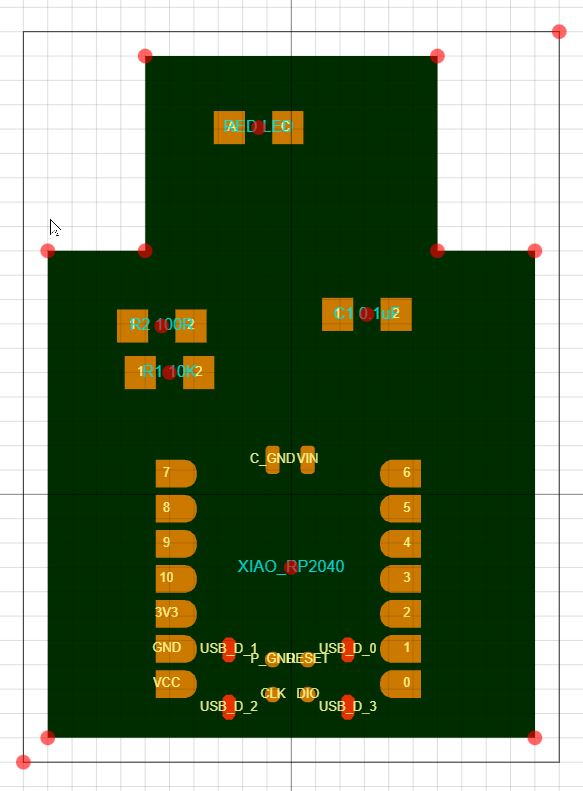 A RED LED C
1 C1 0.1uF 2
1 R2 100R 2
1 R1 10K 2
C_GND VIN
7 6
8 5
9 4
10 3
XIAO_RP2040
3V3 2
GND USB_D_1 USB_D_0 1
P_GND RESET
VCC 0
CLK DIO
USB_D_2 USB_D_3